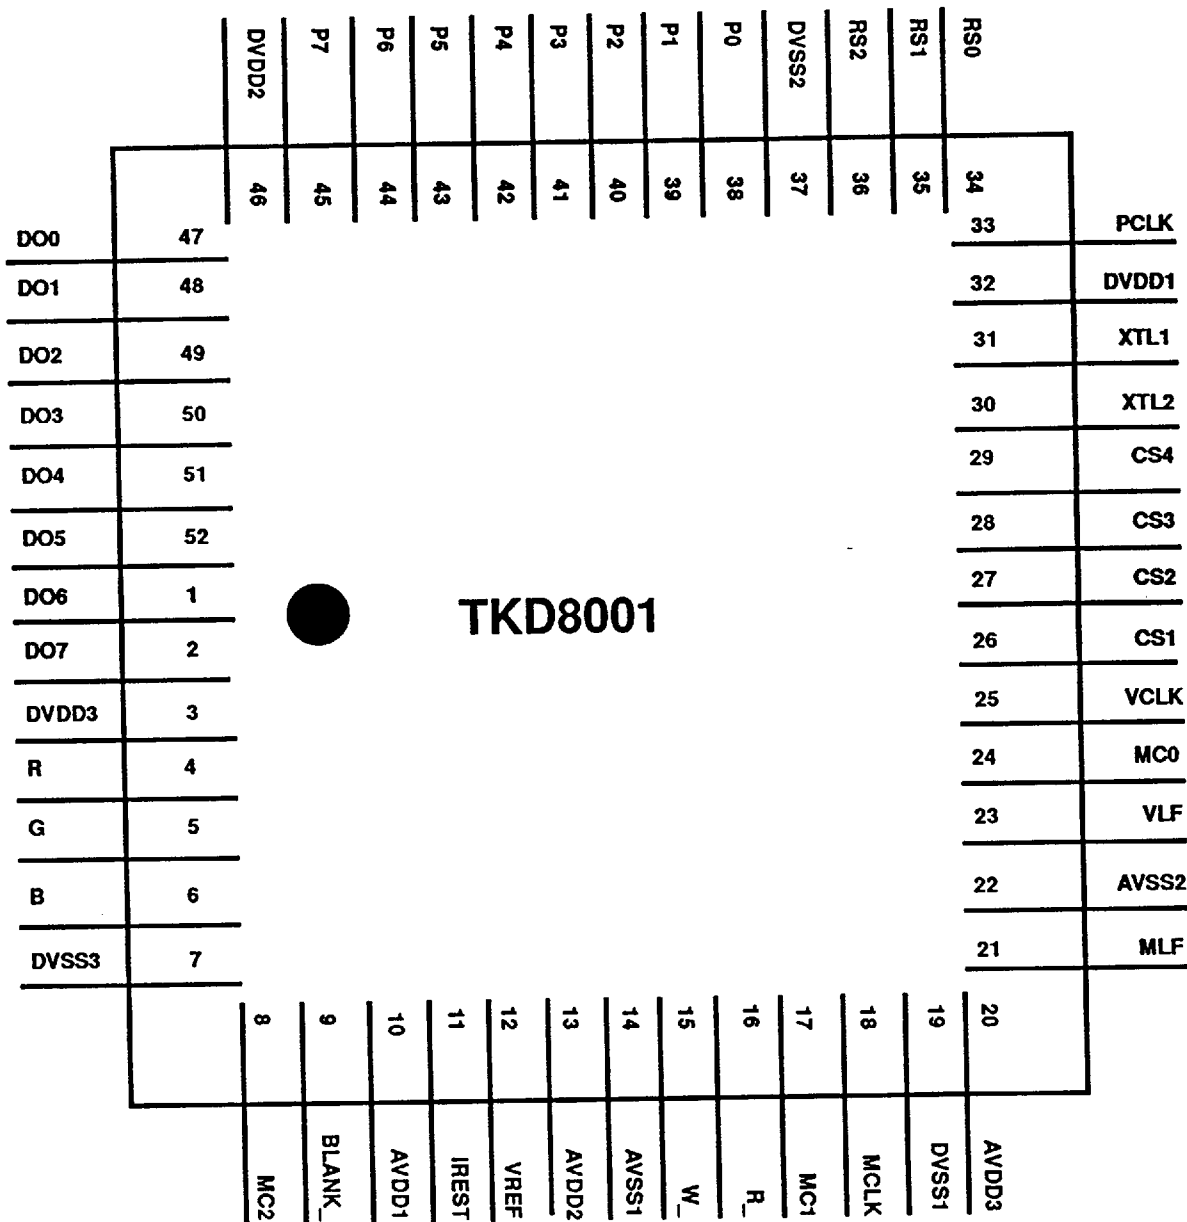 DVDD2 P7 P6 P5 P4 P3 P2 P1 P0 DVSS2 RS2 RS1 RS0
46 45 44 43 42 41 40 39 38 37 36 35 34
DO0 47
DO1 48
DO2 49
DO3 50
DO4 51
DO5 52
DO6 1
DO7 2
DVDD3 3
R 4
G 5
B 6
DVSS3 7
TKD8001
33 PCLK
32 DVDD1
31 XTL1
30 XTL2
29 CS4
28 CS3
27 CS2
26 CS1
25 VCLK
24 MC0
23 VLF
22 AVSS2
21 MLF
8 9 10 11 12 13 14 15 16 17 18 19 20
MC2 BLANK_ AVDD1 IREST VREF AVDD2 AVSS1 W_ R_ MC1 MCLK DVSS1 AVDD3